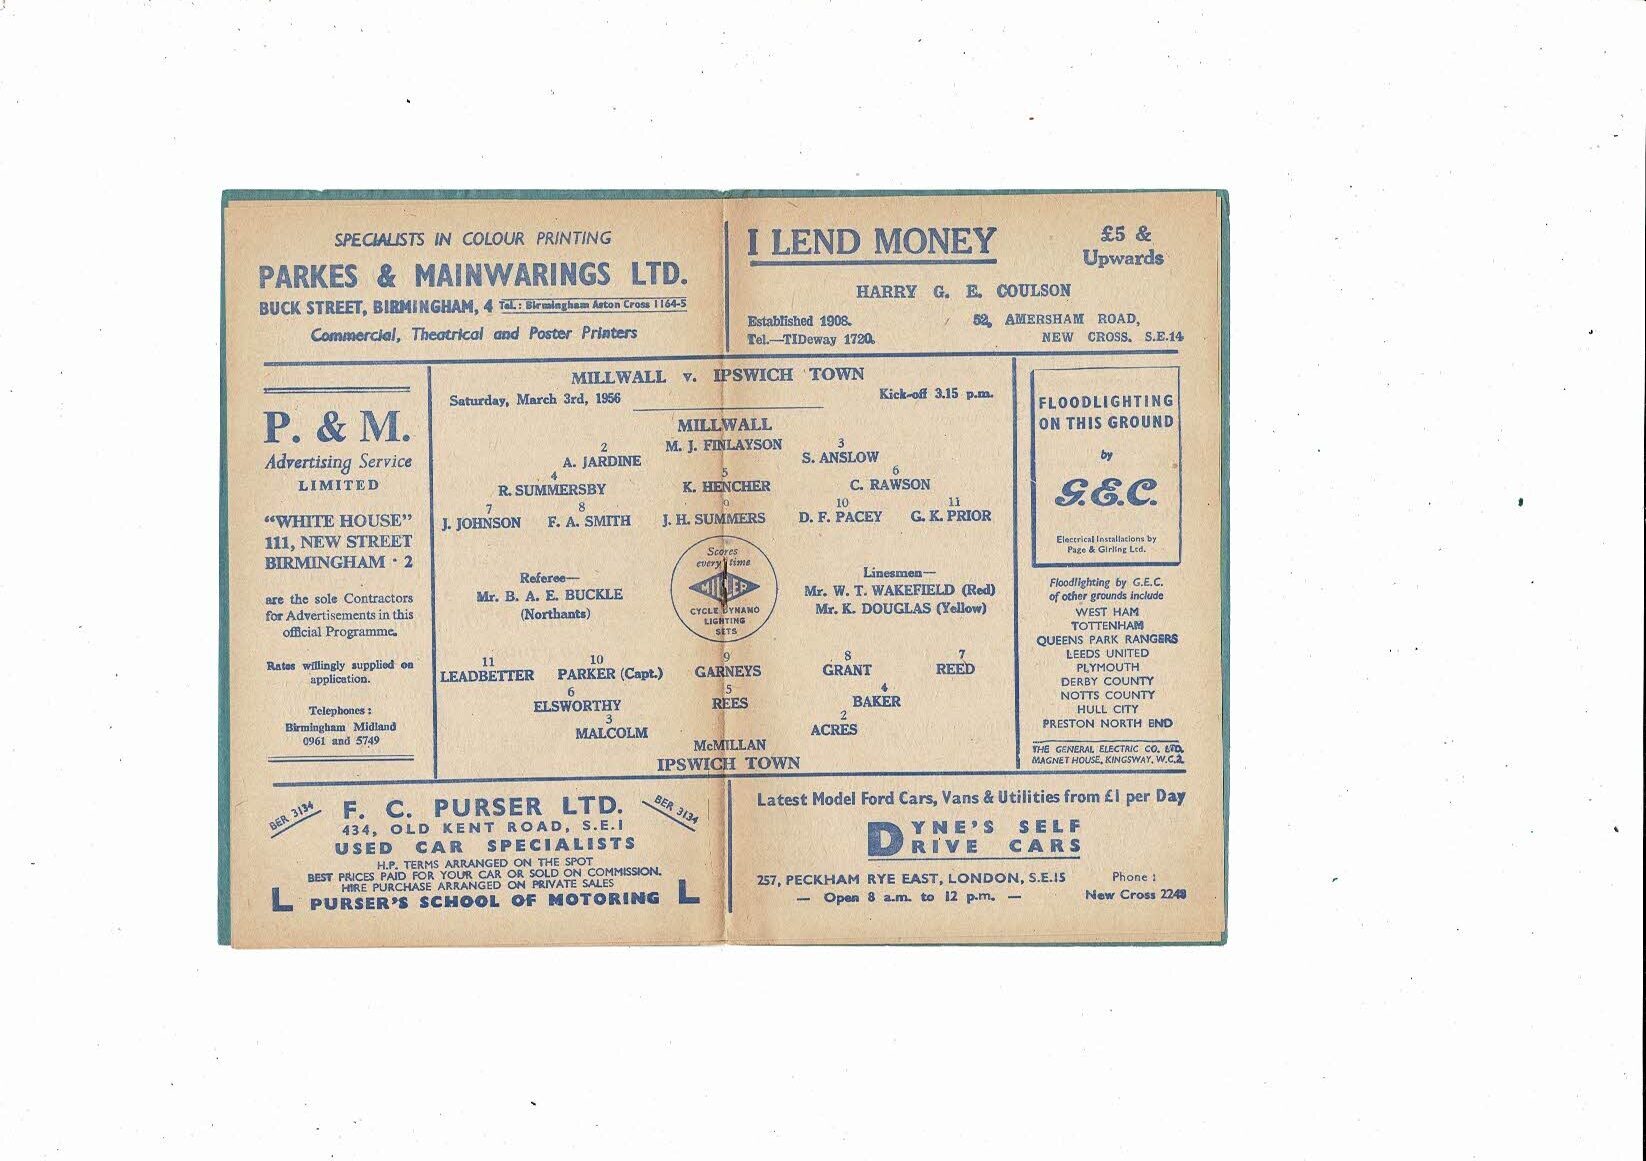 SPECIALISTS IN COLOUR PRINTING
PARKES & MAINWARINGS LTD.
BUCK STREET, BIRMINGHAM, 4 Tel.: Birmingham Aston Cross 1164-5
Commercial, Theatrical and Poster Printers
I LEND MONEY
£5 &
Upwards
HARRY G. E. COULSON
Established 1908. 52, AMERSHAM ROAD,
Tel.—TIDeway 1720. NEW CROSS. S.E.14
P. & M.
Advertising Service
LIMITED
"WHITE HOUSE"
111, NEW STREET
BIRMINGHAM · 2
are the sole Contractors
for Advertisements in this
official Programme.
Rates willingly supplied on
application.
Telephones :
Birmingham Midland
0961 and 5749
MILLWALL v. IPSWICH TOWN
Saturday, March 3rd, 1956 Kick-off 3.15 p.m.
MILLWALL
M. J. FINLAYSON
2 3
A. JARDINE S. ANSLOW
4 5 6
R. SUMMERSBY K. HENCHER C. RAWSON
7 8 9 10 11
J. JOHNSON F. A. SMITH J. H. SUMMERS D. F. PACEY G. K. PRIOR
Referee—
Mr. B. A. E. BUCKLE
(Northants)
Scores
every time
MILLER
CYCLE DYNAMO
LIGHTING
SETS
Linesmen—
Mr. W. T. WAKEFIELD (Red)
Mr. K. DOUGLAS (Yellow)
11 10 9 8 7
LEADBETTER PARKER (Capt.) GARNEYS GRANT REED
6 5 4
ELSWORTHY REES BAKER
3 2
MALCOLM ACRES
McMILLAN
IPSWICH TOWN
FLOODLIGHTING
ON THIS GROUND
by
G.E.C.
Electrical Installations by
Page & Girling Ltd.
Floodlighting by G.E.C.
of other grounds include
WEST HAM
TOTTENHAM
QUEENS PARK RANGERS
LEEDS UNITED
PLYMOUTH
DERBY COUNTY
NOTTS COUNTY
HULL CITY
PRESTON NORTH END
THE GENERAL ELECTRIC CO. LTD.
MAGNET HOUSE, KINGSWAY, W.C.2
BER 3134 F. C. PURSER LTD. BER 3134
434, OLD KENT ROAD, S.E.1
USED CAR SPECIALISTS
H.P. TERMS ARRANGED ON THE SPOT
BEST PRICES PAID FOR YOUR CAR OR SOLD ON COMMISSION.
HIRE PURCHASE ARRANGED ON PRIVATE SALES
L PURSER'S SCHOOL OF MOTORING L
Latest Model Ford Cars, Vans & Utilities from £1 per Day
DYNE'S SELF
DRIVE CARS
257, PECKHAM RYE EAST, LONDON, S.E.15 Phone :
— Open 8 a.m. to 12 p.m. — New Cross 2248